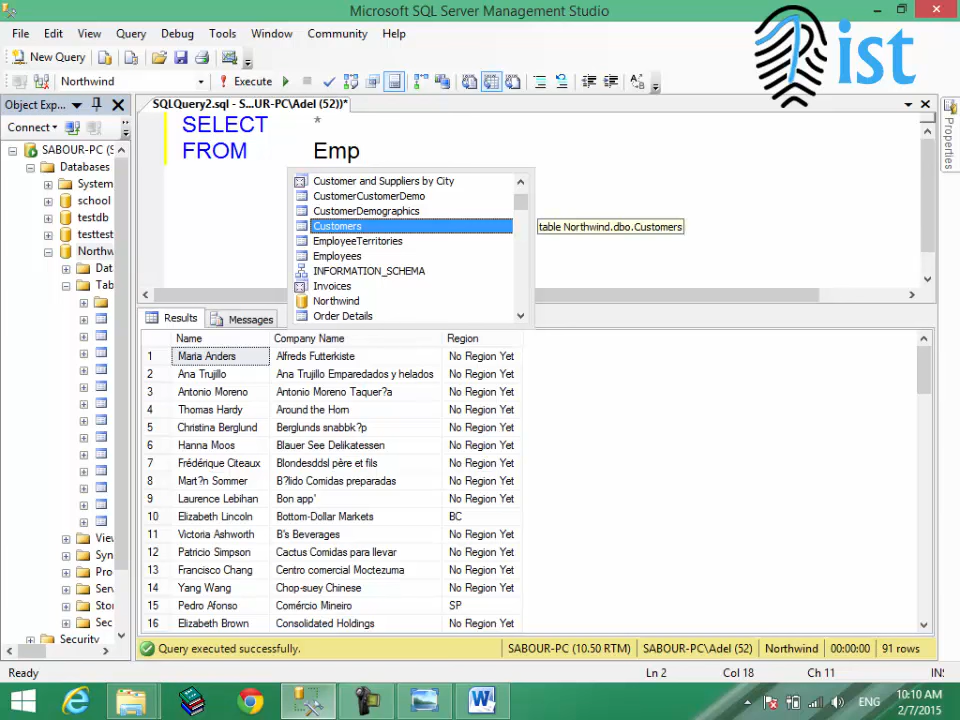 Microsoft SQL Server Management Studio
File Edit View Query Debug Tools Window Community Help
ist
New Query
Northwind Execute
Object Exp...
SQLQuery2.sql - S...UR-PC\Adel (52))*
Properties
Connect
SABOUR-PC (S
Databases
System
school
testdb
testtest
Northw
Dat
Tab
Viev
Syn
Pro
Ser
Sto
Sec
Security
SELECT *
FROM Emp
Customer and Suppliers by City
CustomerCustomerDemo
CustomerDemographics
Customers
EmployeeTerritories
Employees
INFORMATION_SCHEMA
Invoices
Northwind
Order Details
table Northwind.dbo.Customers
Results Messages
Name Company Name Region
1 Maria Anders Alfreds Futterkiste No Region Yet
2 Ana Trujillo Ana Trujillo Emparedados y helados No Region Yet
3 Antonio Moreno Antonio Moreno Taquer?a No Region Yet
4 Thomas Hardy Around the Horn No Region Yet
5 Christina Berglund Berglunds snabbk?p No Region Yet
6 Hanna Moos Blauer See Delikatessen No Region Yet
7 Frédérique Citeaux Blondesddsl père et fils No Region Yet
8 Mart?n Sommer B?lido Comidas preparadas No Region Yet
9 Laurence Lebihan Bon app' No Region Yet
10 Elizabeth Lincoln Bottom-Dollar Markets BC
11 Victoria Ashworth B's Beverages No Region Yet
12 Patricio Simpson Cactus Comidas para llevar No Region Yet
13 Francisco Chang Centro comercial Moctezuma No Region Yet
14 Yang Wang Chop-suey Chinese No Region Yet
15 Pedro Afonso Comércio Mineiro SP
16 Elizabeth Brown Consolidated Holdings No Region Yet
Query executed successfully. SABOUR-PC (10.50 RTM) SABOUR-PC\Adel (52) Northwind 00:00:00 91 rows
Ready Ln 2 Col 18 Ch 11 INS
ENG
10:10 AM
2/7/2015